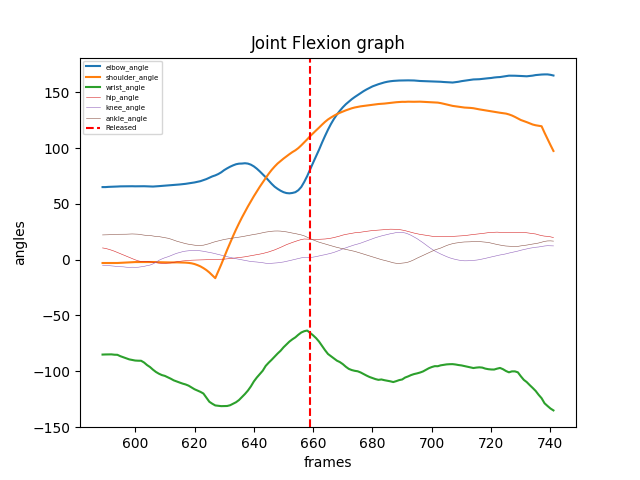 Joint Flexion graph
elbow_angle
shoulder_angle
wrist_angle
hip_angle
knee_angle
ankle_angle
Released
150
100
50
0
−50
−100
−150
angles
600 620 640 660 680 700 720 740
frames